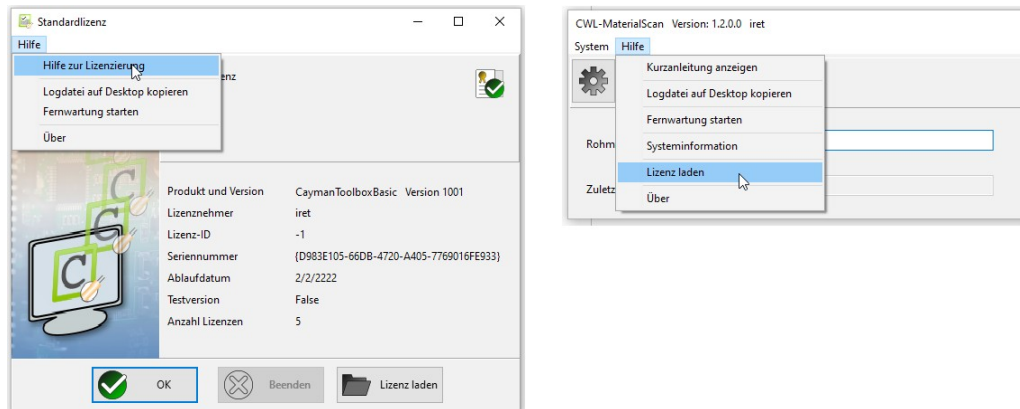 Standardlizenz
Hilfe
Hilfe zur Lizenzierung
Logdatei auf Desktop kopieren
Fernwartung starten
Über
enz
Produkt und Version CaymanToolboxBasic Version 1001
Lizenznehmer iret
Lizenz-ID -1
Seriennummer {D983E105-66DB-4720-A405-7769016FE933}
Ablaufdatum 2/2/2222
Testversion False
Anzahl Lizenzen 5
C
C
C
OK Beenden Lizenz laden
CWL-MaterialScan Version: 1.2.0.0 iret
System Hilfe
Kurzanleitung anzeigen
Logdatei auf Desktop kopieren
Fernwartung starten
Systeminformation
Lizenz laden
Über
Rohm
Zuletz